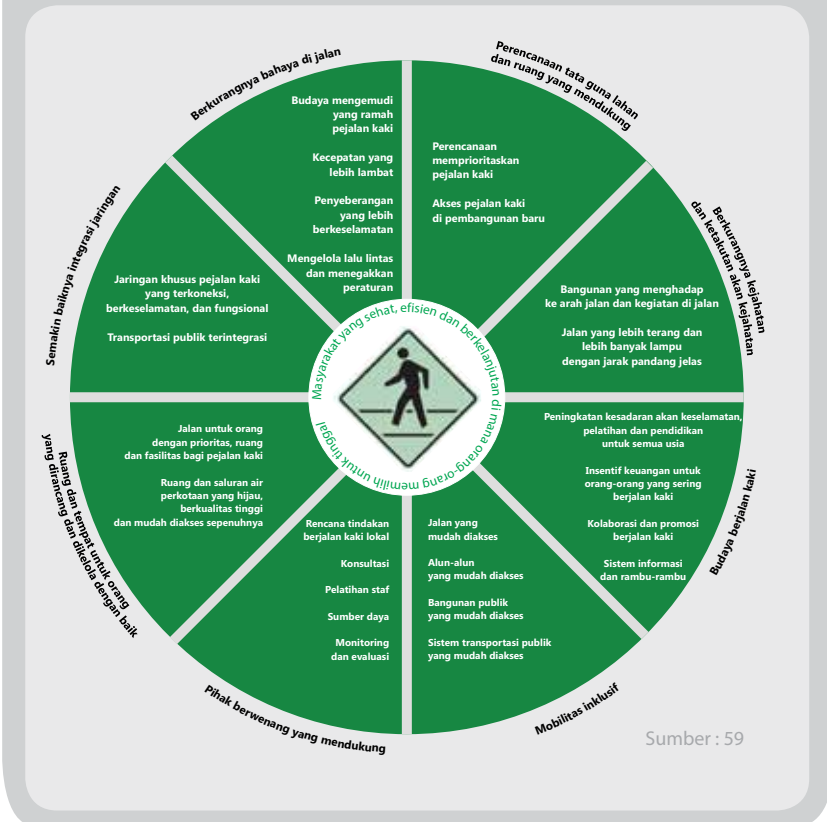 Berkurangnya bahaya di jalan
Budaya mengemudi
yang ramah
pejalan kaki
Kecepatan yang
lebih lambat
Penyeberangan
yang lebih
berkeselamatan
Mengelola lalu lintas
dan menegakkan
peraturan
Perencanaan tata guna lahan
dan ruang yang mendukung
Perencanaan
memprioritaskan
pejalan kaki
Akses pejalan kaki
di pembangunan baru
Berkurangnya kejahatan
dan ketakutan akan kejahatan
Bangunan yang menghadap
ke arah jalan dan kegiatan di jalan
Jalan yang lebih terang dan
lebih banyak lampu
dengan jarak pandang jelas
Budaya berjalan kaki
Peningkatan kesadaran akan keselamatan,
pelatihan dan pendidikan
untuk semua usia
Insentif keuangan untuk
orang-orang yang sering
berjalan kaki
Kolaborasi dan promosi
berjalan kaki
Sistem informasi
dan rambu-rambu
Mobilitas inklusif
Jalan yang
mudah diakses
Alun-alun
yang mudah diakses
Bangunan publik
yang mudah diakses
Sistem transportasi publik
yang mudah diakses
Pihak berwenang yang mendukung
Rencana tindakan
berjalan kaki lokal
Konsultasi
Pelatihan staf
Sumber daya
Monitoring
dan evaluasi
Ruang dan tempat untuk orang
yang dirancang dan dikelola dengan baik
Jalan untuk orang
dengan prioritas, ruang
dan fasilitas bagi pejalan kaki
Ruang dan saluran air
perkotaan yang hijau,
berkualitas tinggi
dan mudah diakses sepenuhnya
Semakin baiknya integrasi jaringan
Jaringan khusus pejalan kaki
yang terkoneksi,
berkeselamatan, dan fungsional
Transportasi publik terintegrasi
Masyarakat yang sehat, efisien dan berkelanjutan di mana orang-orang memilih untuk tinggal
Sumber : 59